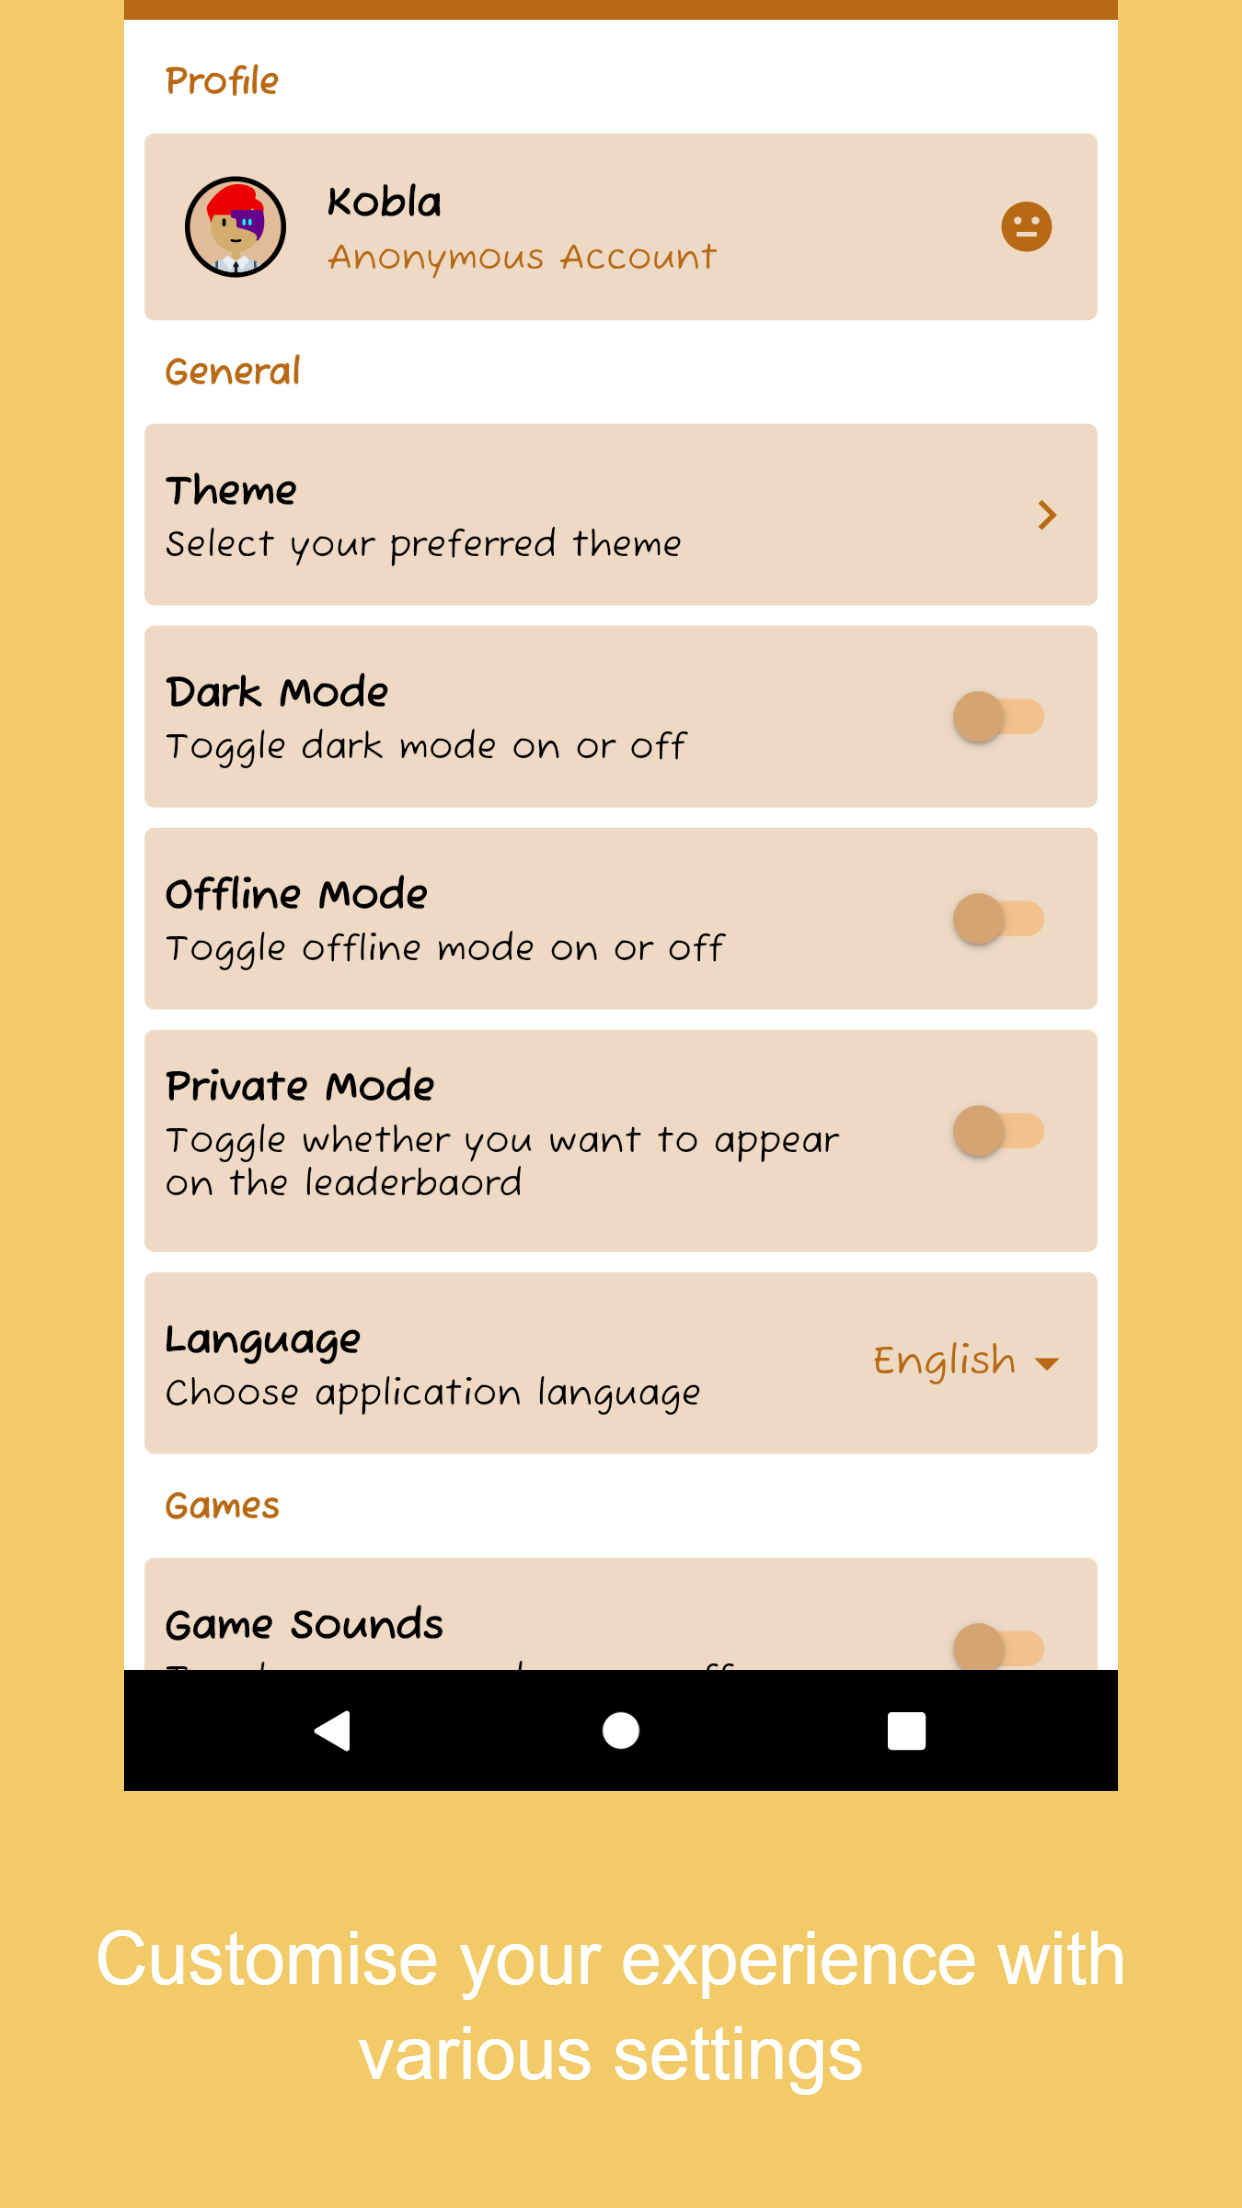 Profile
Kobla
Anonymous Account
General
Theme
Select your preferred theme
Dark Mode
Toggle dark mode on or off
Offline Mode
Toggle offline mode on or off
Private Mode
Toggle whether you want to appear
on the leaderbaord
Language
Choose application language
English
Games
Game Sounds
Customise your experience with
various settings